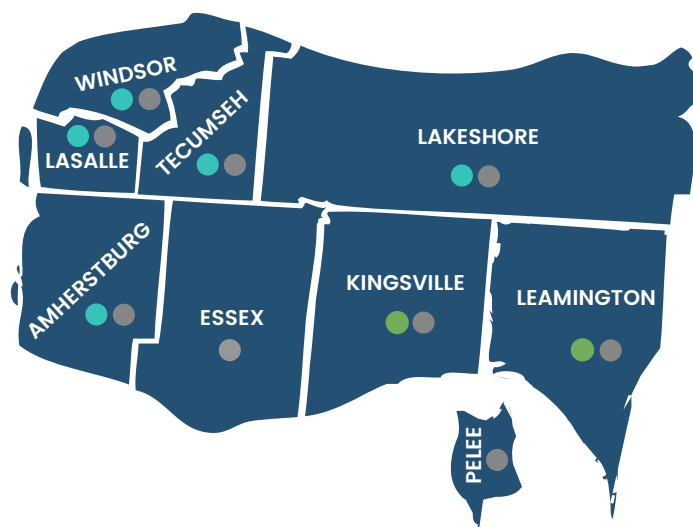 WINDSOR
TECUMSEH
LASALLE
LAKESHORE
AMHERSTBURG
ESSEX
KINGSVILLE
LEAMINGTON
PELEE